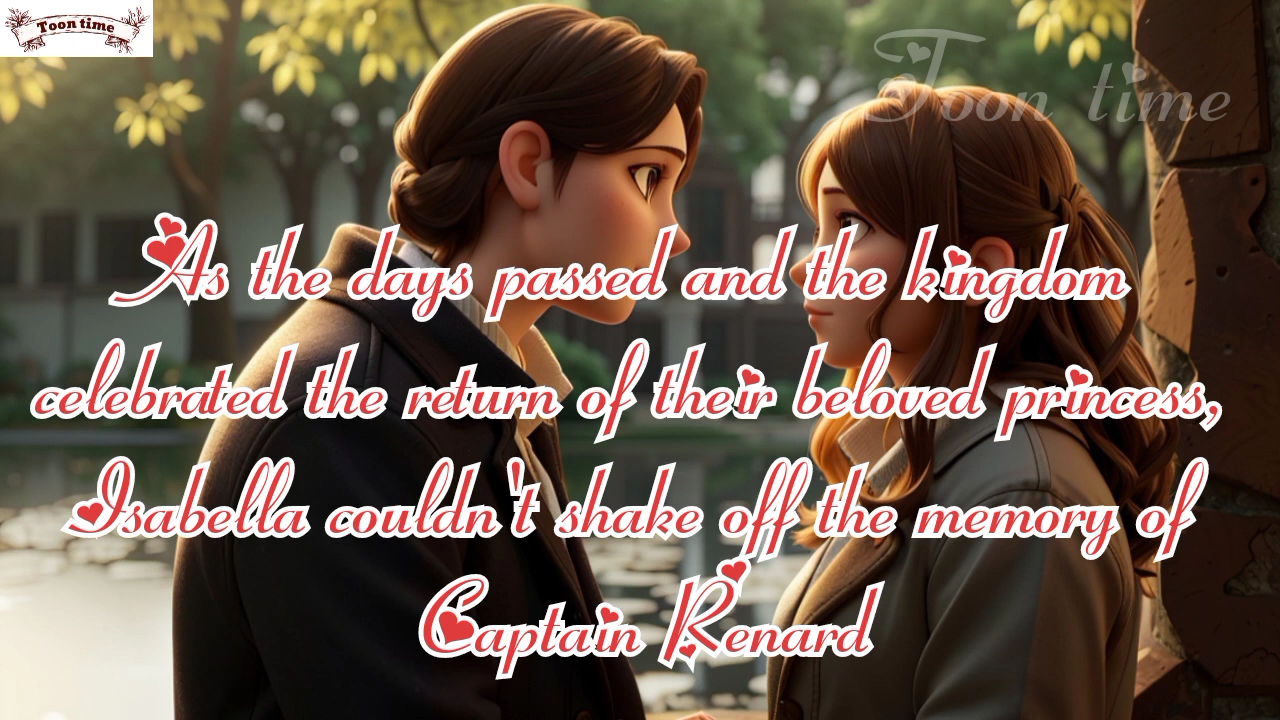 Toon time
Toon time
As the days passed and the kingdom
celebrated the return of their beloved princess,
Isabella couldn't shake off the memory of
Captain Renard